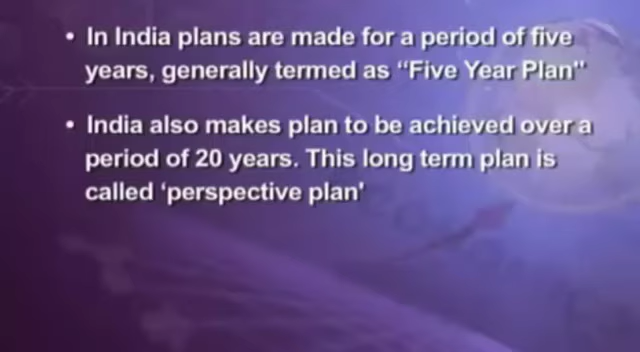 • In India plans are made for a period of five
years, generally termed as “Five Year Plan"
• India also makes plan to be achieved over a
period of 20 years. This long term plan is
called ‘perspective plan'